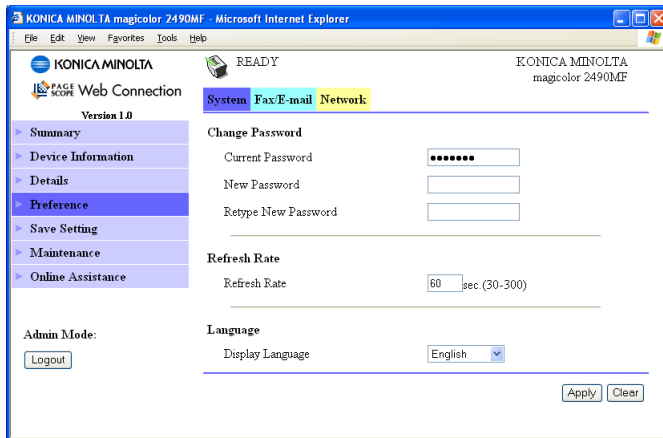 KONICA MINOLTA magicolor 2490MF - Microsoft Internet Explorer
File Edit View Favorites Tools Help
KONICA MINOLTA
PAGE SCOPE Web Connection
Version 1.0
READY
KONICA MINOLTA
magicolor 2490MF
System Fax/E-mail Network
Summary
Device Information
Details
Preference
Save Setting
Maintenance
Online Assistance
Admin Mode:
Logout
Change Password
Current Password ●●●●●●●
New Password
Retype New Password
Refresh Rate
Refresh Rate 60 sec.(30-300)
Language
Display Language English
Apply Clear